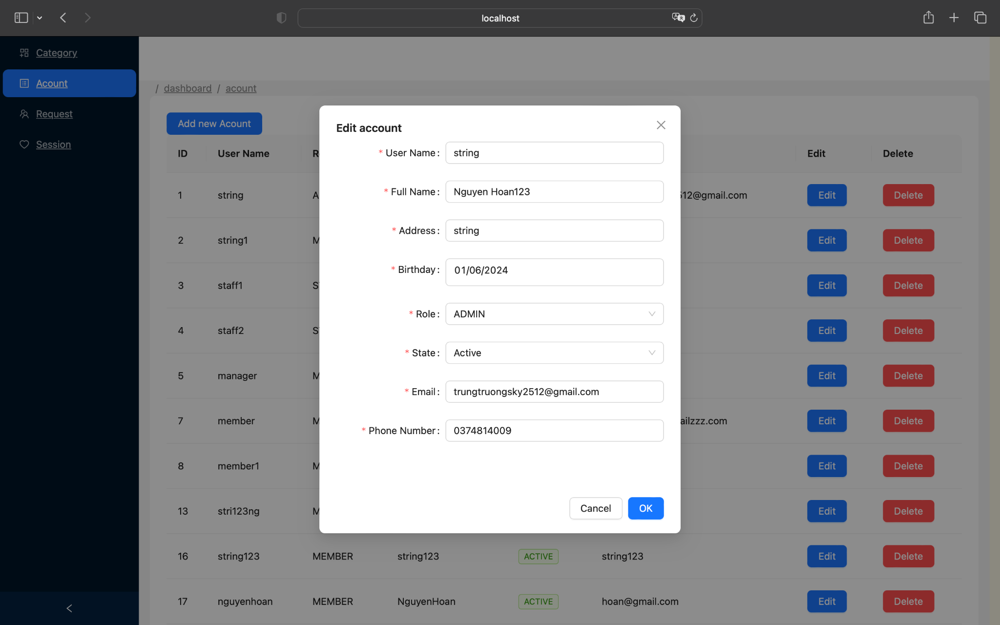 localhost
Category
Acount
Request
Session
/ dashboard / acount
Add new Acount
ID User Name Edit Delete
1 string 512@gmail.com Edit Delete
2 string1 Edit Delete
3 staff1 Edit Delete
4 staff2 Edit Delete
5 manager Edit Delete
7 member ailzzz.com Edit Delete
8 member1 Edit Delete
13 stri123ng Edit Delete
16 string123 MEMBER string123 ACTIVE string123 Edit Delete
17 nguyenhoan MEMBER NguyenHoan ACTIVE hoan@gmail.com Edit Delete
Edit account
* User Name : string
* Full Name : Nguyen Hoan123
* Address : string
* Birthday : 01/06/2024
* Role : ADMIN
* State : Active
* Email : trungtruongsky2512@gmail.com
* Phone Number : 0374814009
Cancel OK